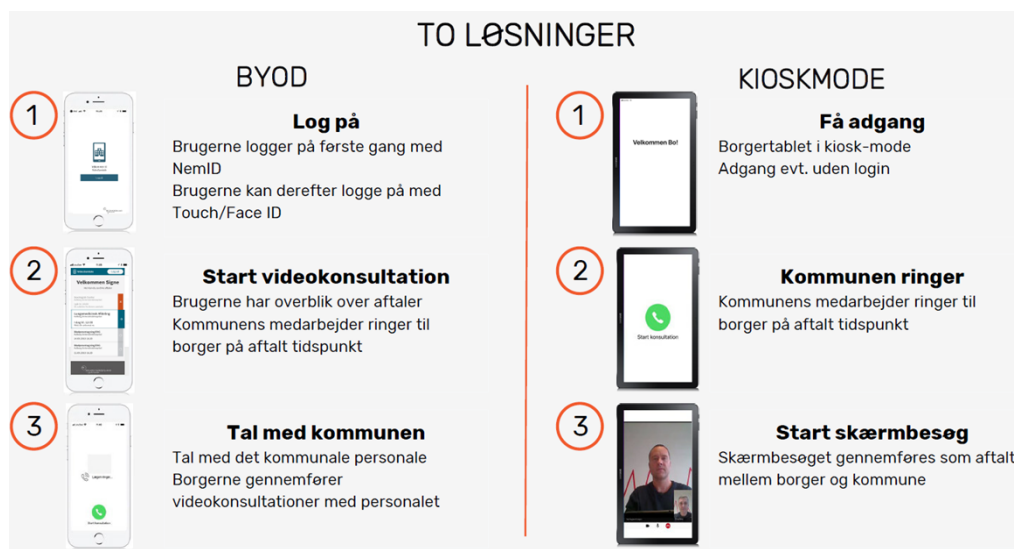 TO LØSNINGER
BYOD
1
Log på
Brugerne logger på første gang med
NemID
Brugerne kan derefter logge på med
Touch/Face ID
2
Velkommen Signe
Start videokonsultation
Brugerne har overblik over aftaler
Kommunens medarbejder ringer til
borger på aftalt tidspunkt
3
Tal med kommunen
Tal med det kommunale personale
Borgerne gennemfører
videokonsultationer med personalet
KIOSKMODE
1
Velkommen Bo!
Få adgang
Borgertablet i kiosk-mode
Adgang evt. uden login
2
Start konsultation
Kommunen ringer
Kommunens medarbejder ringer til
borger på aftalt tidspunkt
3
Start skærmbesøg
Skærmbesøget gennemføres som aftalt
mellem borger og kommune